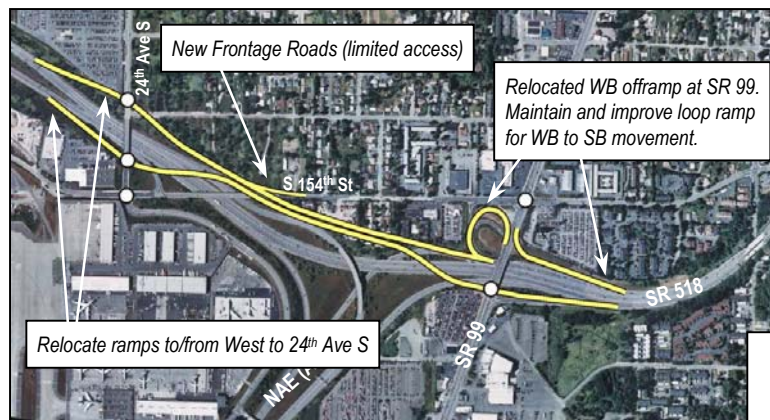 24th Ave S
New Frontage Roads (limited access)
Relocated WB offramp at SR 99.
Maintain and improve loop ramp
for WB to SB movement.
S 154th St
SR 518
Relocate ramps to/from West to 24th Ave S
SR 99
NAE